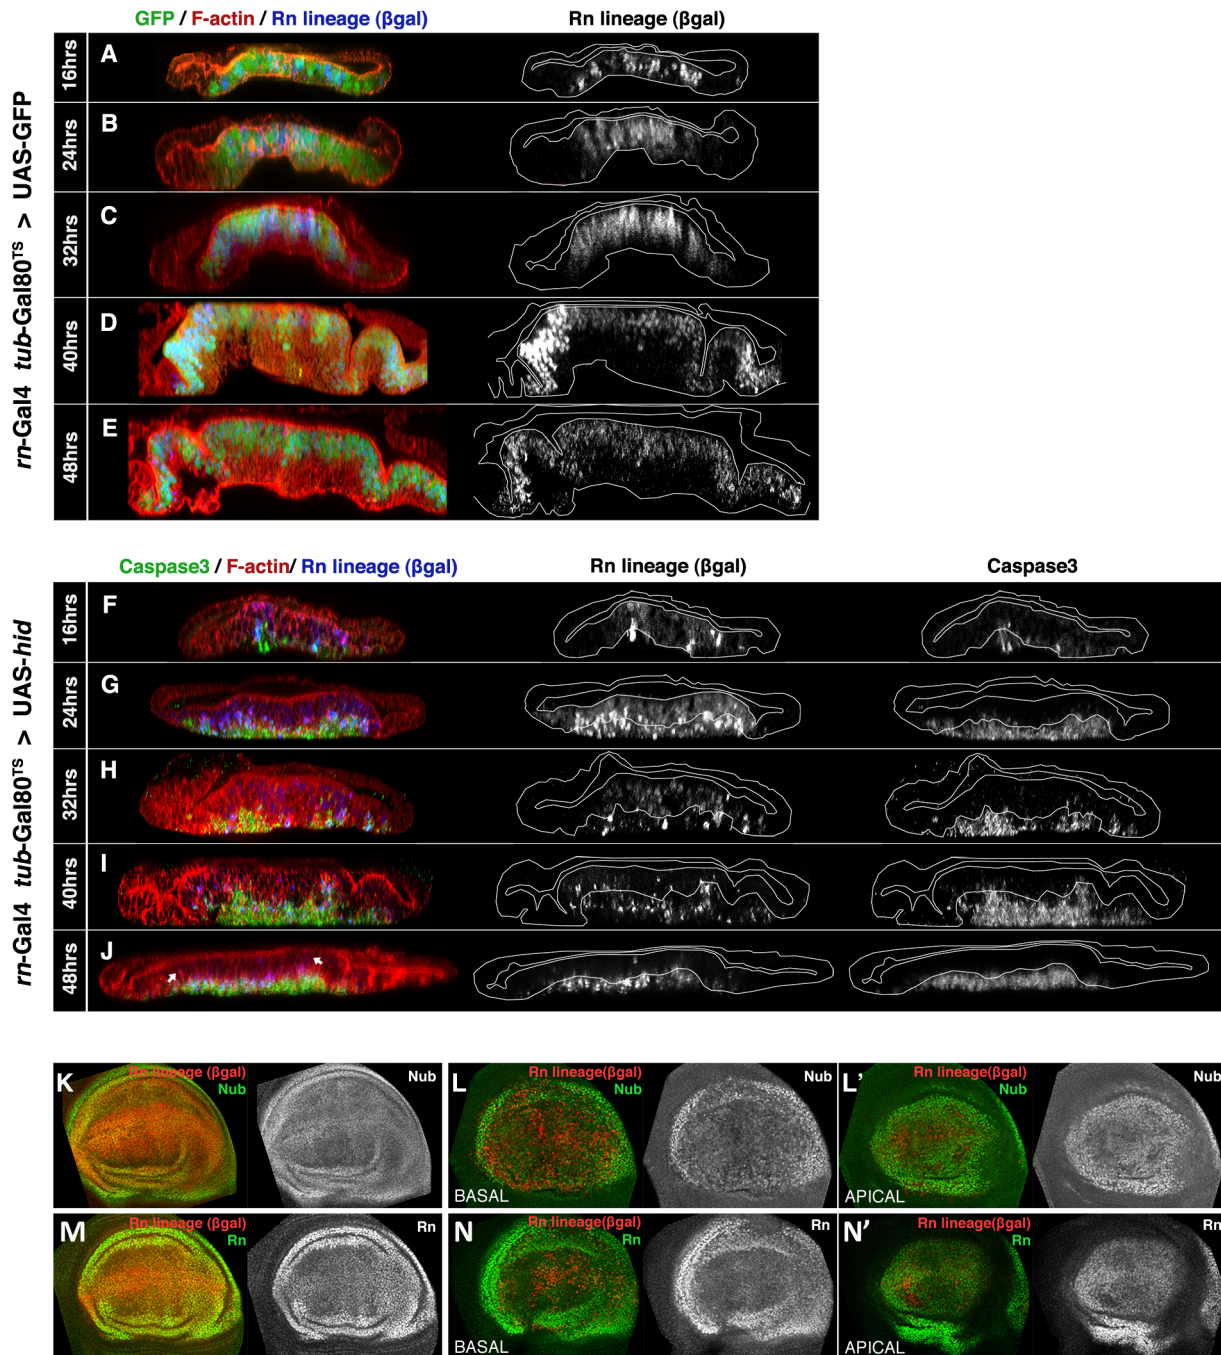 GFP / F-actin / Rn lineage (βgal)
Rn lineage (βgal)
rn-Gal4 tub-Gal80TS > UAS-GFP
16hrs
A
24hrs
B
32hrs
C
40hrs
D
48hrs
E
Caspase3 / F-actin/ Rn lineage (βgal)
Rn lineage (βgal)
Caspase3
rn-Gal4 tub-Gal80TS > UAS-hid
16hrs
F
24hrs
G
32hrs
H
40hrs
I
48hrs
J
K
Rn lineage (βgal)
Nub
Nub
L
Rn lineage(βgal)
Nub
BASAL
Nub
L'
Rn lineage(βgal)
Nub
APICAL
Nub
M
Rn lineage (βgal)
Rn
Rn
N
Rn lineage(βgal)
Rn
BASAL
Rn
N'
Rn lineage(βgal)
Rn
APICAL
Rn